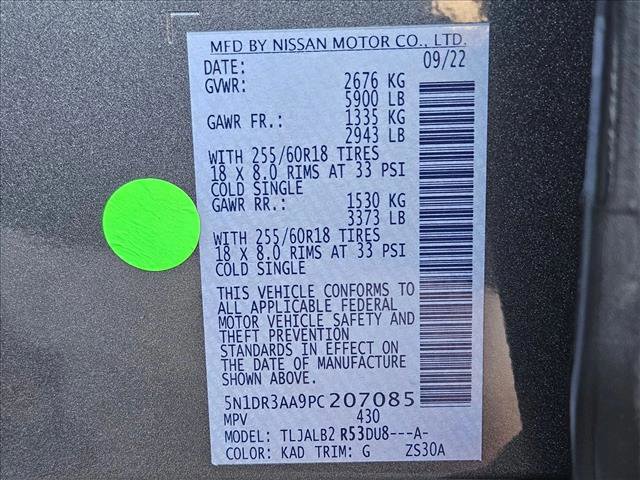 MFD BY NISSAN MOTOR CO., LTD.
DATE: 09/22
GVWR: 2676 KG
5900 LB
GAWR FR.: 1335 KG
2943 LB
WITH 255/60R18 TIRES
18 X 8.0 RIMS AT 33 PSI
COLD SINGLE
GAWR RR.: 1530 KG
3373 LB
WITH 255/60R18 TIRES
18 X 8.0 RIMS AT 33 PSI
COLD SINGLE
THIS VEHICLE CONFORMS TO
ALL APPLICABLE FEDERAL
MOTOR VEHICLE SAFETY AND
THEFT PREVENTION
STANDARDS IN EFFECT ON
THE DATE OF MANUFACTURE
SHOWN ABOVE.
5N1DR3AA9PC207085
MPV 430
MODEL: TLJALB2 R53DU8---A-
COLOR: KAD TRIM: G ZS30A